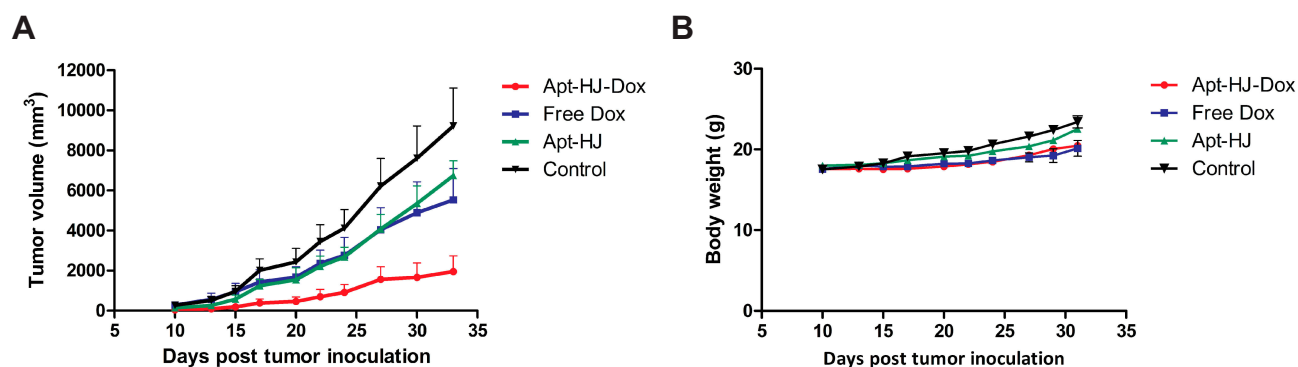 A
B
12000
10000
8000
6000
4000
2000
0
Tumor volume (mm³)
5
10
15
20
25
30
35
Days post tumor inoculation
Apt-HJ-Dox
Free Dox
Apt-HJ
Control
30
20
10
0
Body weight (g)
5
10
15
20
25
30
35
Days post tumor inoculation
Apt-HJ-Dox
Free Dox
Apt-HJ
Control